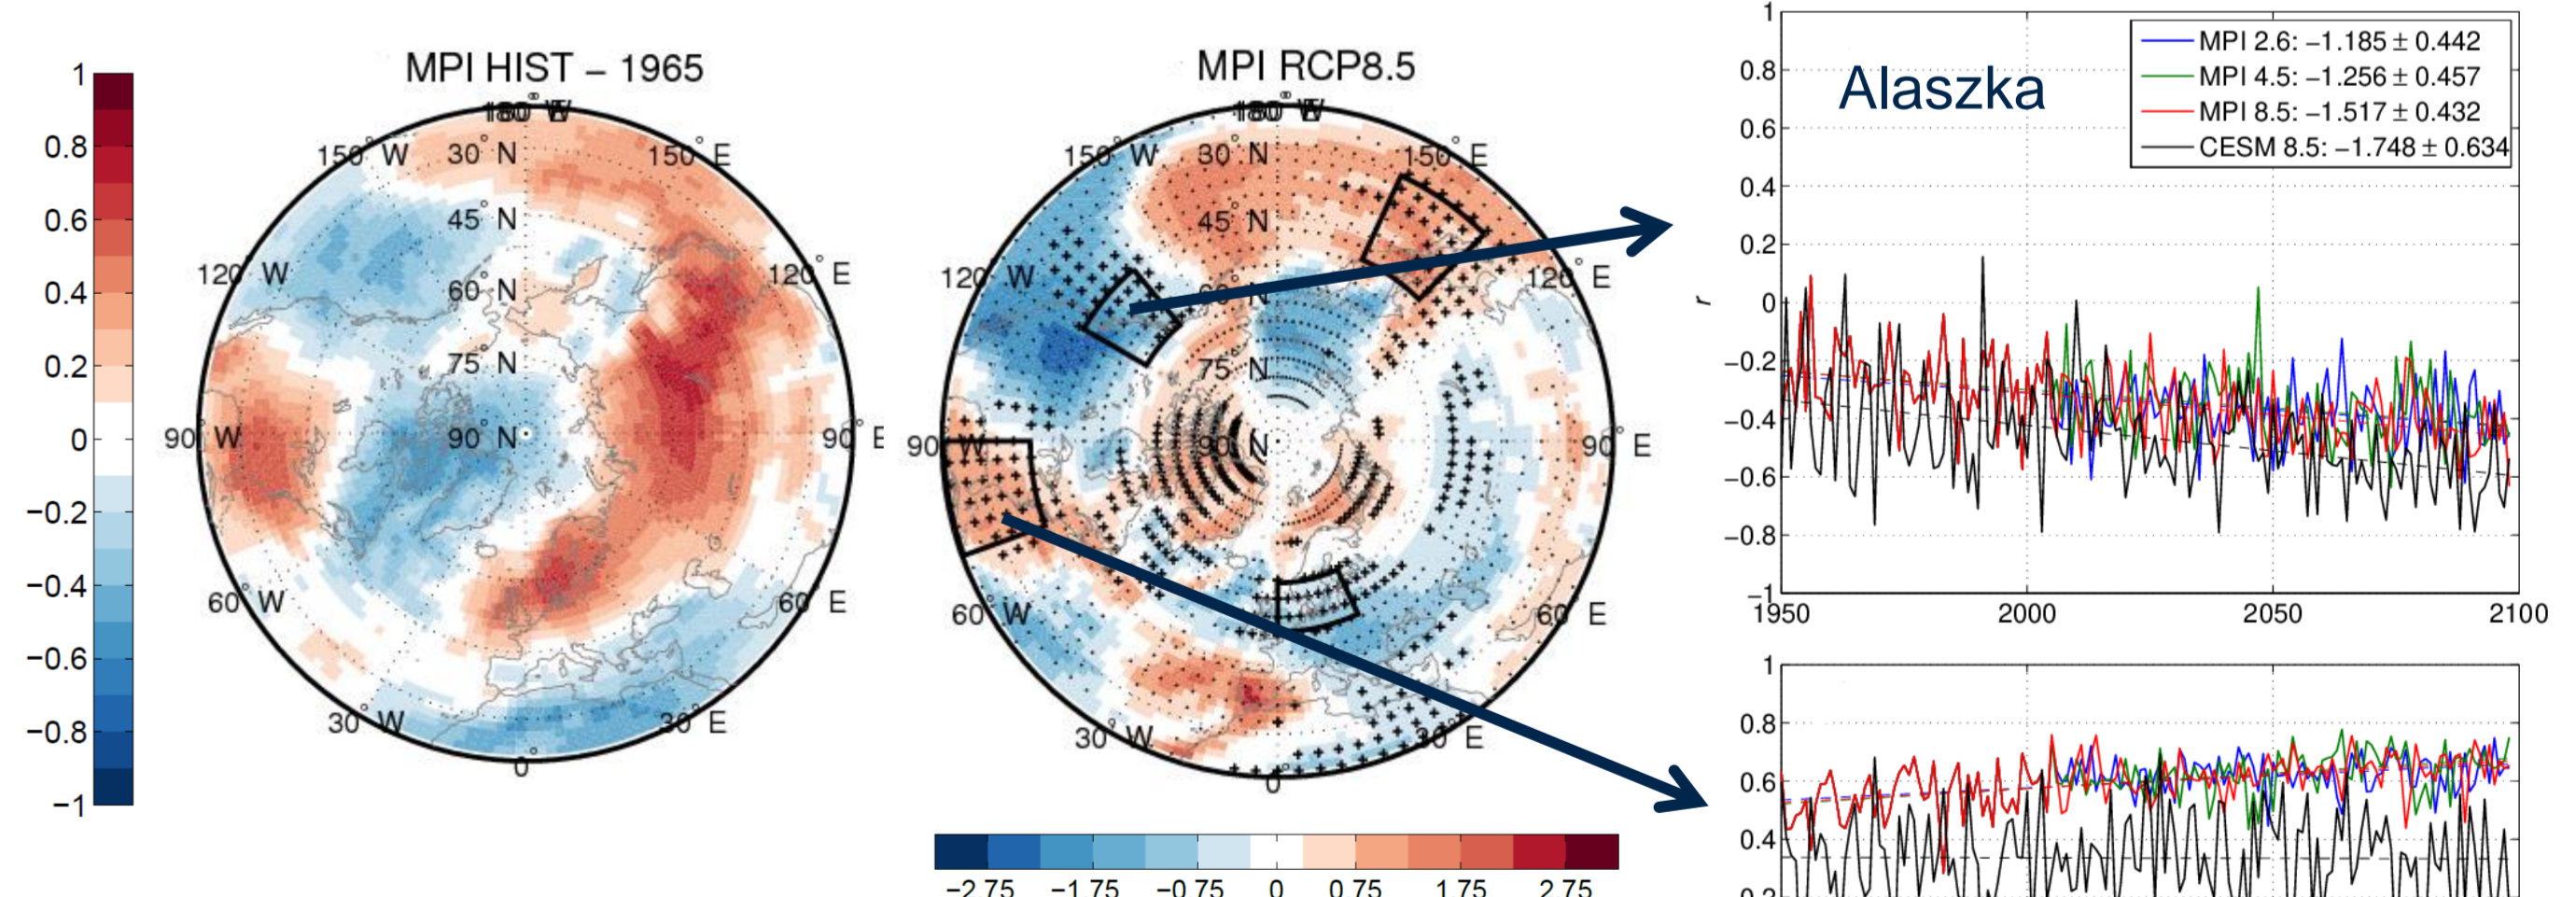 MPI HIST – 1965
1
0.8
0.6
0.4
0.2
0
−0.2
−0.4
−0.6
−0.8
−1
150° W
30° N
150° E
45° N
120° W
60° N
120° E
75° N
90° W
90° N
90° E
60° W
60° E
30° W
30° E
0°
MPI RCP8.5
150° W
30° N
150° E
45° N
120° W
60° N
120° E
75° N
90° W
90° N
90° E
60° W
60° E
30° W
30° E
0°
−2.75 −1.75 −0.75 0 0.75 1.75 2.75
Alaszka
MPI 2.6: −1.185 ± 0.442
MPI 4.5: −1.256 ± 0.457
MPI 8.5: −1.517 ± 0.432
CESM 8.5: −1.748 ± 0.634
1
0.8
0.6
0.4
0.2
0
−0.2
−0.4
−0.6
−0.8
−1
r
1950 2000 2050 2100
1
0.8
0.6
0.4